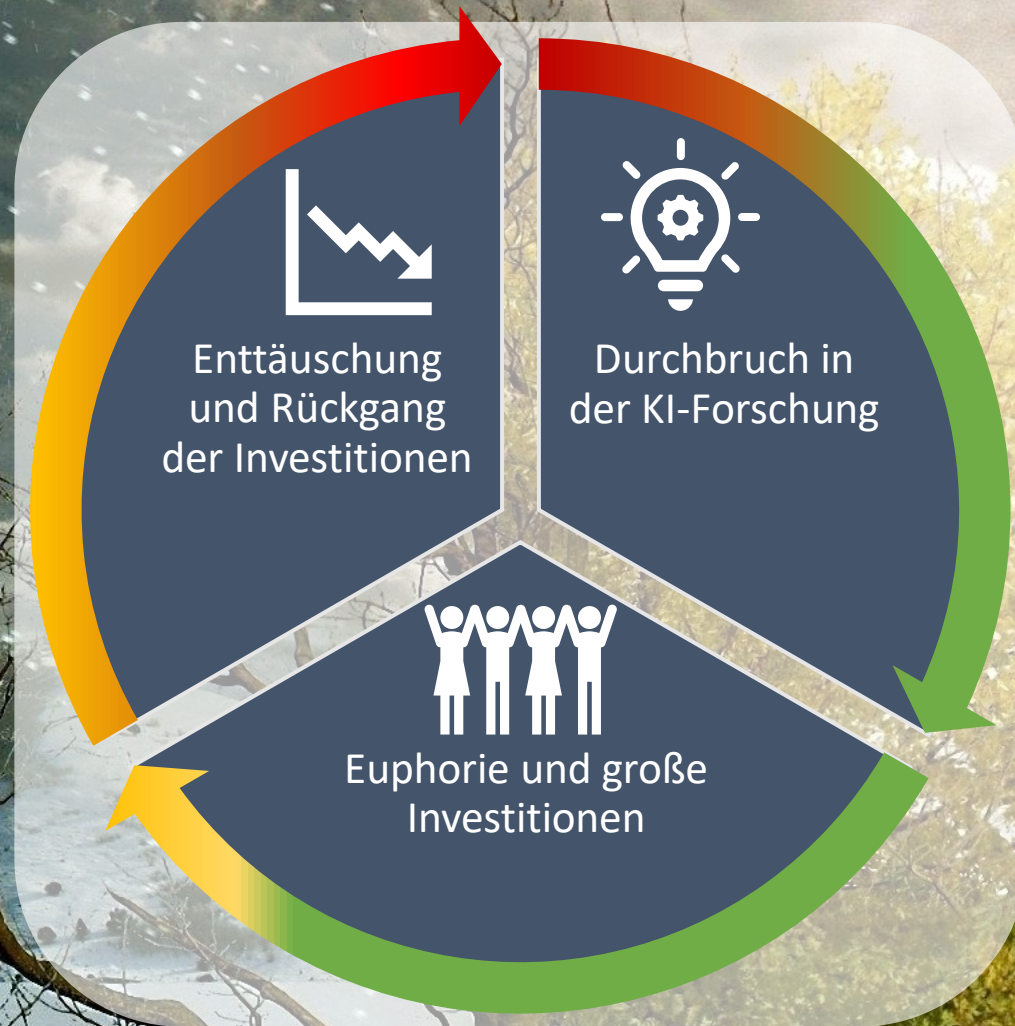 Enttäuschung
und Rückgang
der Investitionen
Durchbruch in
der KI-Forschung
Euphorie und große
Investitionen